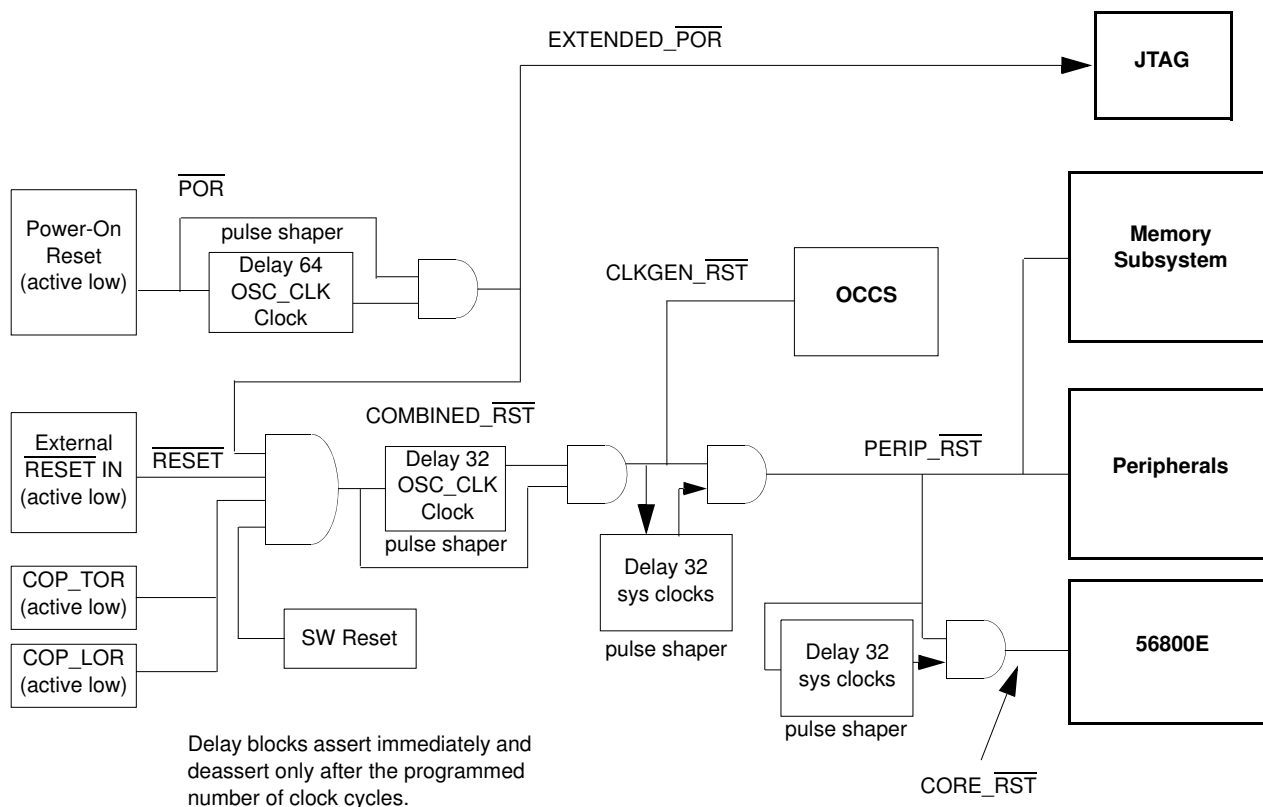 EXTENDED_POR
JTAG
POR
Power-On
Reset
(active low)
pulse shaper
Delay 64
OSC_CLK
Clock
CLKGEN_RST
OCCS
Memory
Subsystem
External
RESET IN
(active low)
RESET
COMBINED_RST
Delay 32
OSC_CLK
Clock
pulse shaper
PERIP_RST
Peripherals
COP_TOR
(active low)
SW Reset
COP_LOR
(active low)
Delay 32
sys clocks
pulse shaper
Delay 32
sys clocks
pulse shaper
56800E
CORE_RST
Delay blocks assert immediately and
deassert only after the programmed
number of clock cycles.